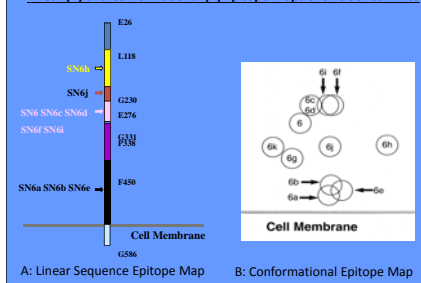 E26
L118
SN6h
SN6j
G230
SN6 SN6c SN6d
E276
SN6f SN6i
G331
P338
SN6a SN6b SN6e
F450
Cell Membrane
G586
A: Linear Sequence Epitope Map
6i 6f
6c
6d
6
6k
6j
6h
6g
6b
6e
6a
Cell Membrane
B: Conformational Epitope Map